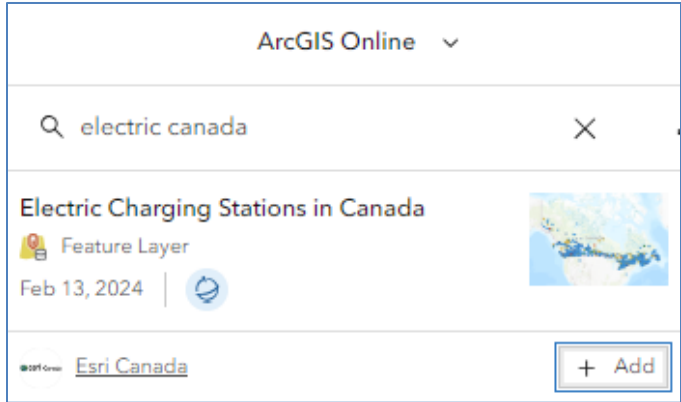 ArcGIS Online
electric canada
Electric Charging Stations in Canada
Feature Layer
Feb 13, 2024
Esri Canada
+ Add